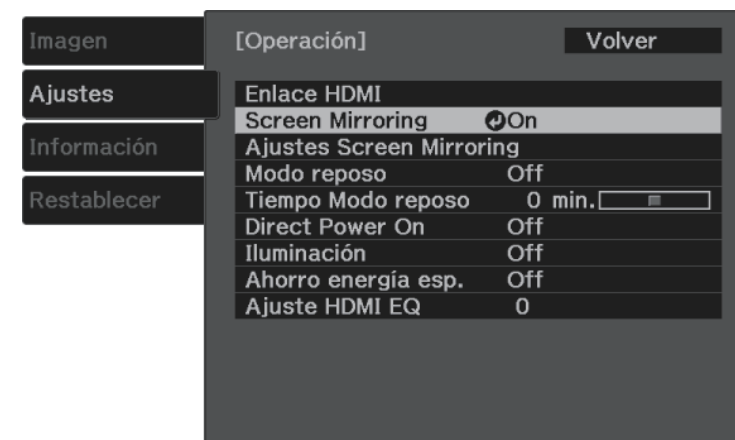 Imagen
Ajustes
Información
Restablecer
[Operación] Volver
Enlace HDMI
Screen Mirroring On
Ajustes Screen Mirroring
Modo reposo Off
Tiempo Modo reposo 0 min.
Direct Power On Off
Iluminación Off
Ahorro energía esp. Off
Ajuste HDMI EQ 0